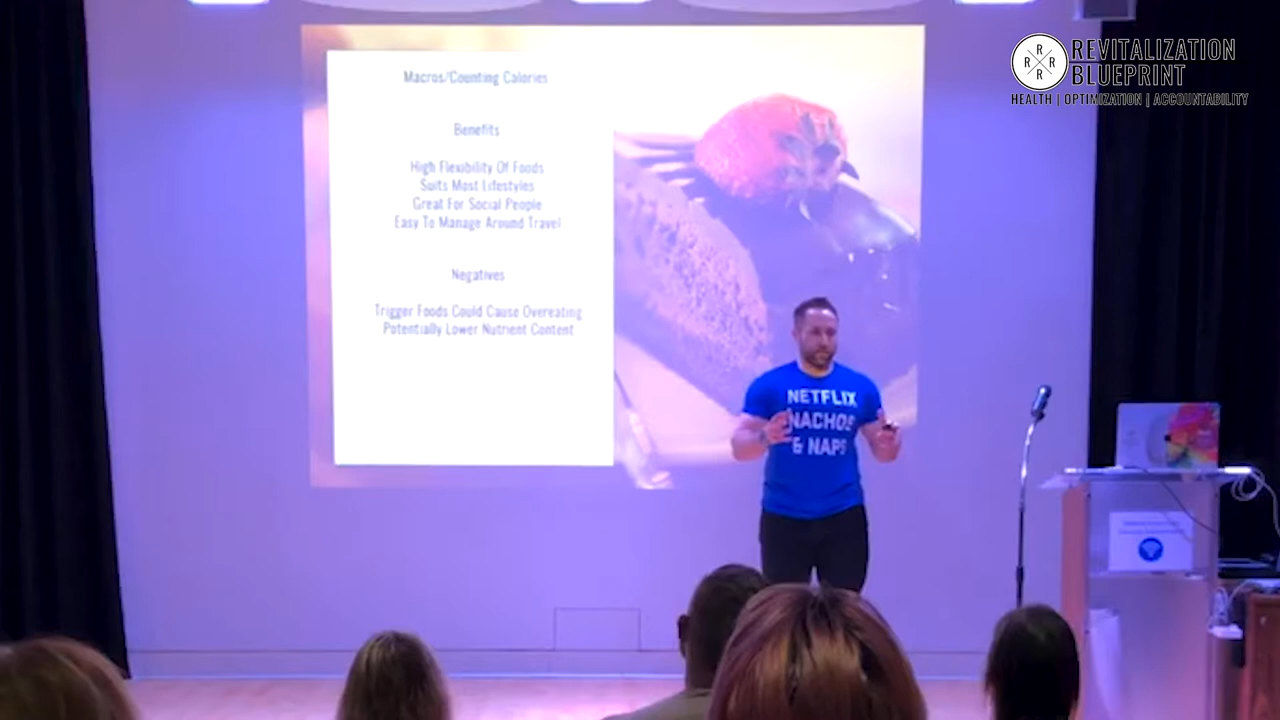 Macros/Counting Calories
Benefits
High Flexibility Of Foods
Suits Most Lifestyles
Great For Social People
Easy To Manage Around Travel
Negatives
Trigger Foods Could Cause Overeating
Potentially Lower Nutrient Content
R
R R
R
REVITALIZATION
BLUEPRINT
HEALTH | OPTIMIZATION | ACCOUNTABILITY
NETFLIX
NACHOS
& NAPS